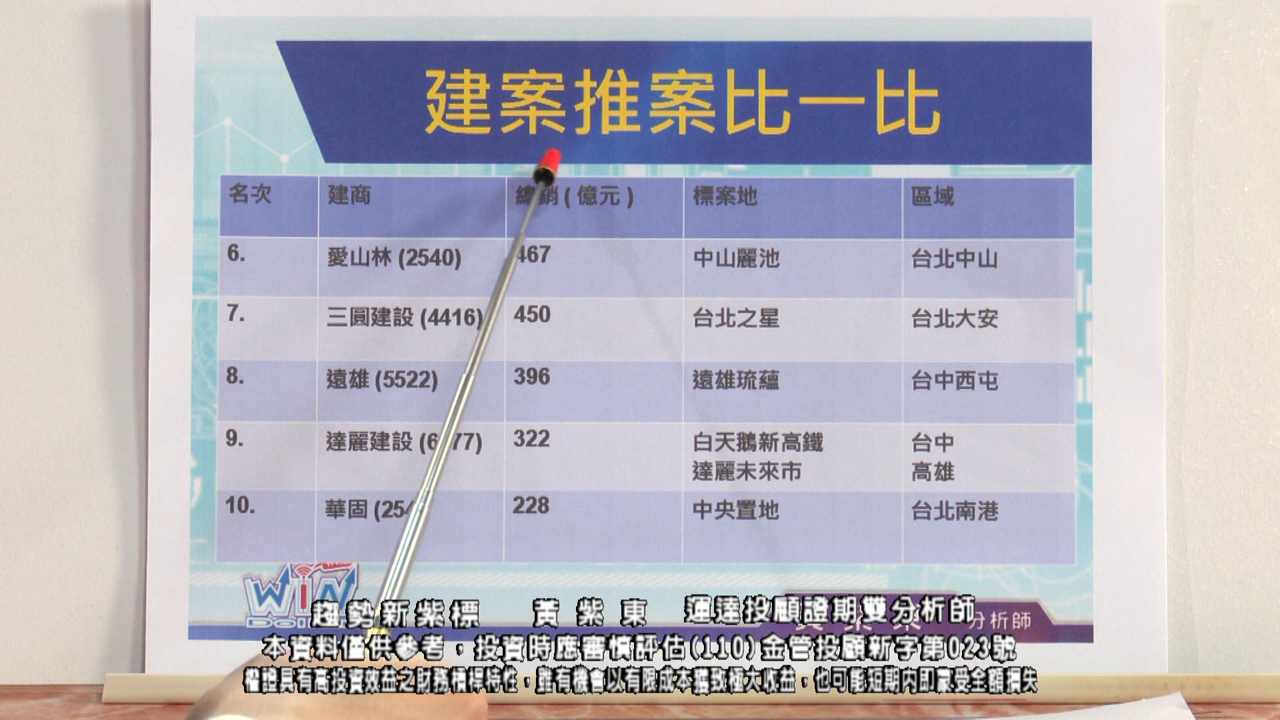 建案推案比一比
名次 建商 總銷 ( 億元 ) 標案地 區域
6. 愛山林 (2540) 467 中山麗池 台北中山
7. 三圓建設 (4416) 450 台北之星 台北大安
8. 遠雄 (5522) 396 遠雄琉蘊 台中西屯
9. 達麗建設 (6 77) 322 白天鵝新高鐵 台中
達麗未來市 高雄
10. 華固 (25 228 中央置地 台北南港
WIN
分析師
趨勢新紫標 黃紫東 運達投顧證期雙分析師
本資料僅供參考，投資時應審慎評估(110)金管投顧新字第023號
權證具有高投資效益之財務槓桿特性，雖有機會以有限成本獲致極大收益，也可能短期內即蒙受全額損失